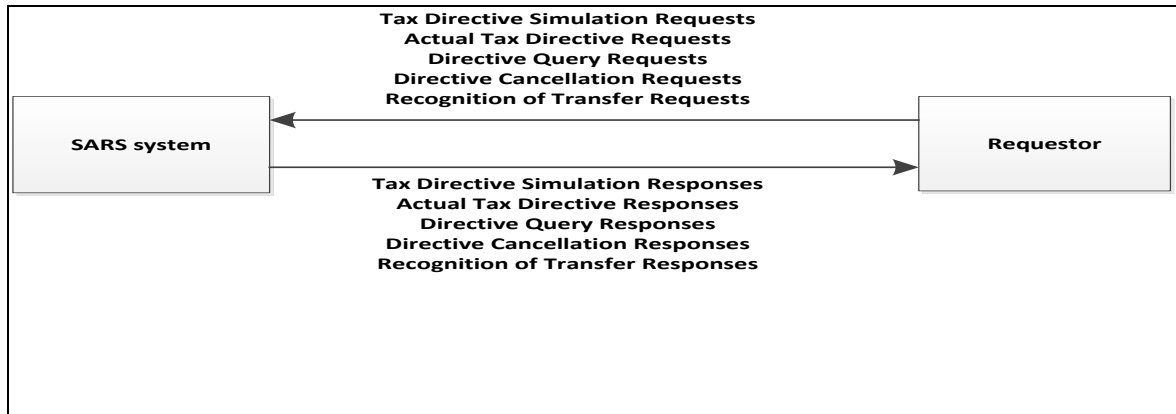 Tax Directive Simulation Requests
Actual Tax Directive Requests
Directive Query Requests
Directive Cancellation Requests
Recognition of Transfer Requests
SARS system
Requestor
Tax Directive Simulation Responses
Actual Tax Directive Responses
Directive Query Responses
Directive Cancellation Responses
Recognition of Transfer Responses